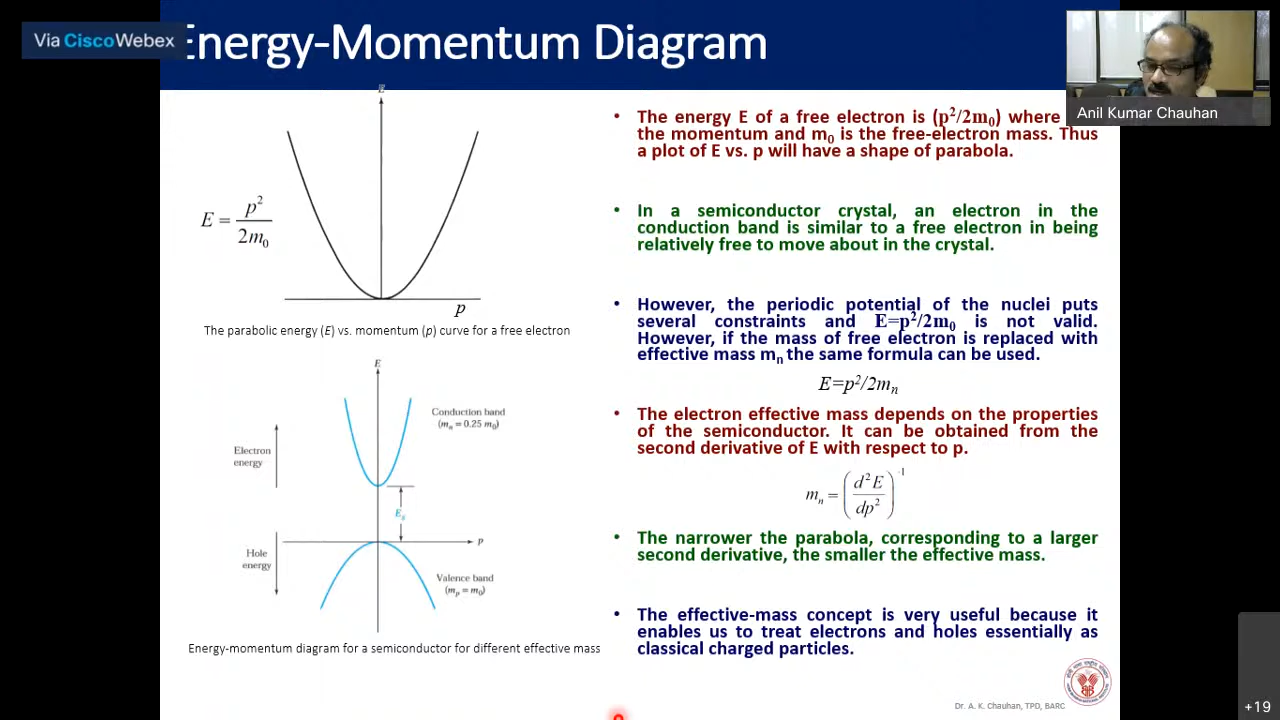 Via CiscoWebex
Energy-Momentum Diagram
Anil Kumar Chauhan
E
E = p²/2m₀
p
The parabolic energy (E) vs. momentum (p) curve for a free electron
E
Conduction band
(mₙ = 0.25 m₀)
Electron
energy
E_g
p
Hole
energy
Valence band
(mₚ = m₀)
Energy-momentum diagram for a semiconductor for different effective mass
• The energy E of a free electron is (p²/2m₀) where
the momentum and m₀ is the free-electron mass. Thus
a plot of E vs. p will have a shape of parabola.
• In a semiconductor crystal, an electron in the
conduction band is similar to a free electron in being
relatively free to move about in the crystal.
• However, the periodic potential of the nuclei puts
several constraints and E=p²/2m₀ is not valid.
However, if the mass of free electron is replaced with
effective mass mₙ the same formula can be used.
E=p²/2mₙ
• The electron effective mass depends on the properties
of the semiconductor. It can be obtained from the
second derivative of E with respect to p.
mₙ = (d²E/dp²)⁻¹
• The narrower the parabola, corresponding to a larger
second derivative, the smaller the effective mass.
• The effective-mass concept is very useful because it
enables us to treat electrons and holes essentially as
classical charged particles.
Dr. A. K. Chauhan, TPD, BARC
+19